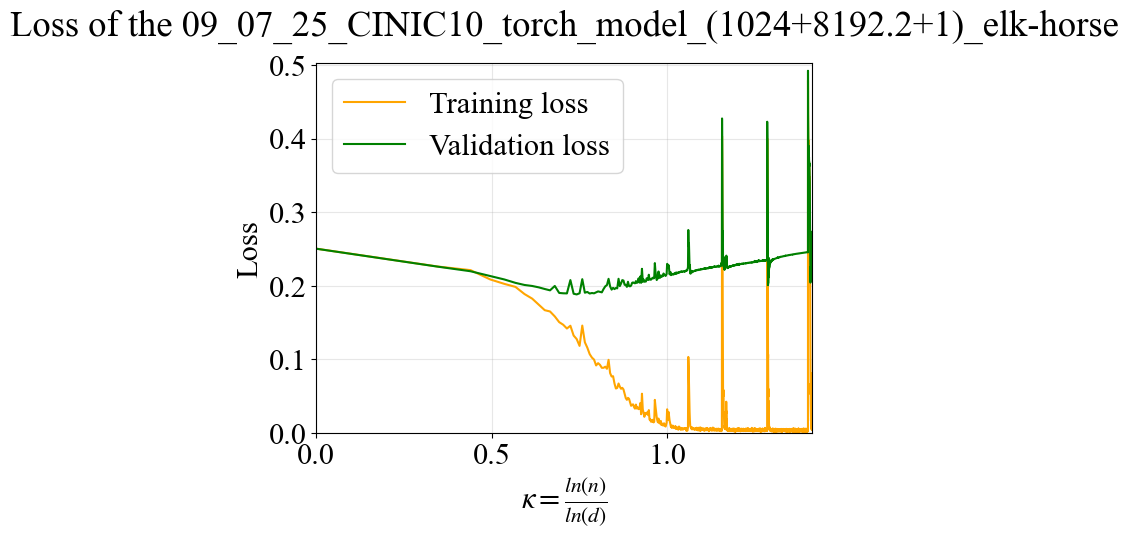 Loss of the 09_07_25_CINIC10_torch_model_(1024+8192.2+1)_elk-horse
Training loss
Validation loss
Loss
0.5
0.4
0.3
0.2
0.1
0.0
0.0 0.5 1.0
κ = ln(n)/ln(d)